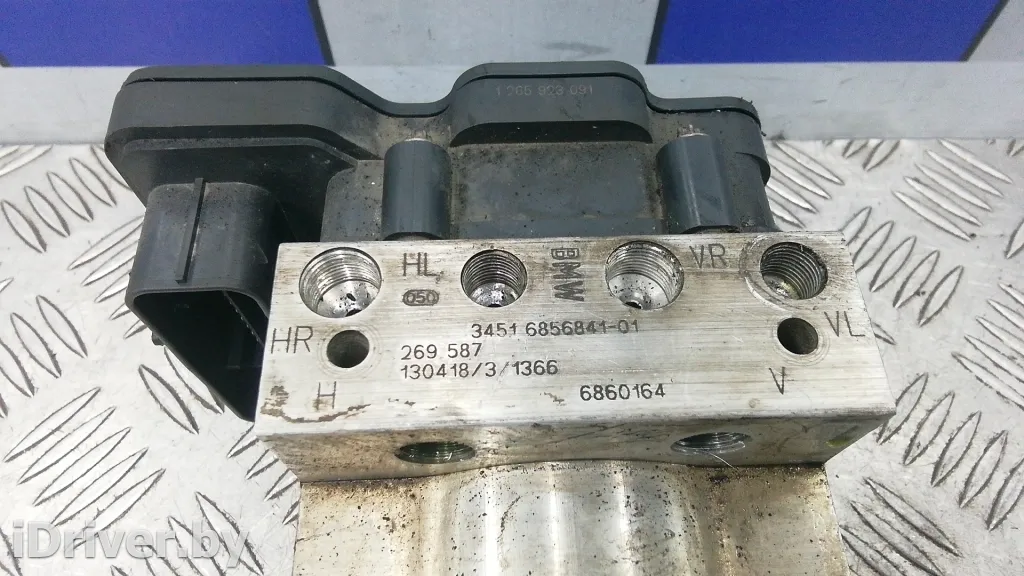 1 265 923 091
HL
BMW
VR
050
3451 6856841-01
HR
VL
269 587
130418/3/1366
H
6860164
V
iDriver.by